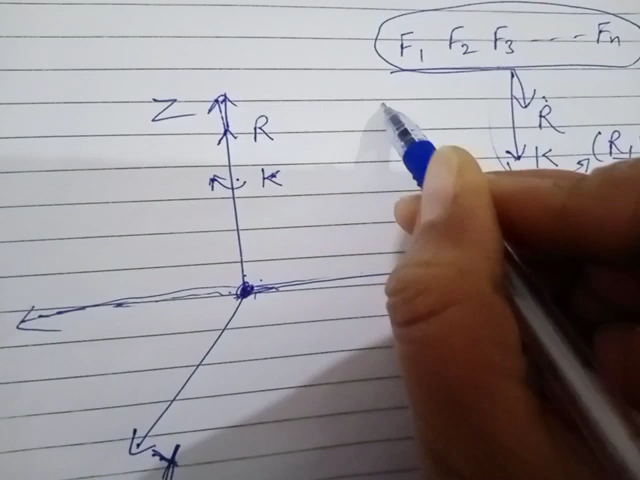 F₁ F₂ F₃ --- Fn
Z
R
R
K
K
(R,